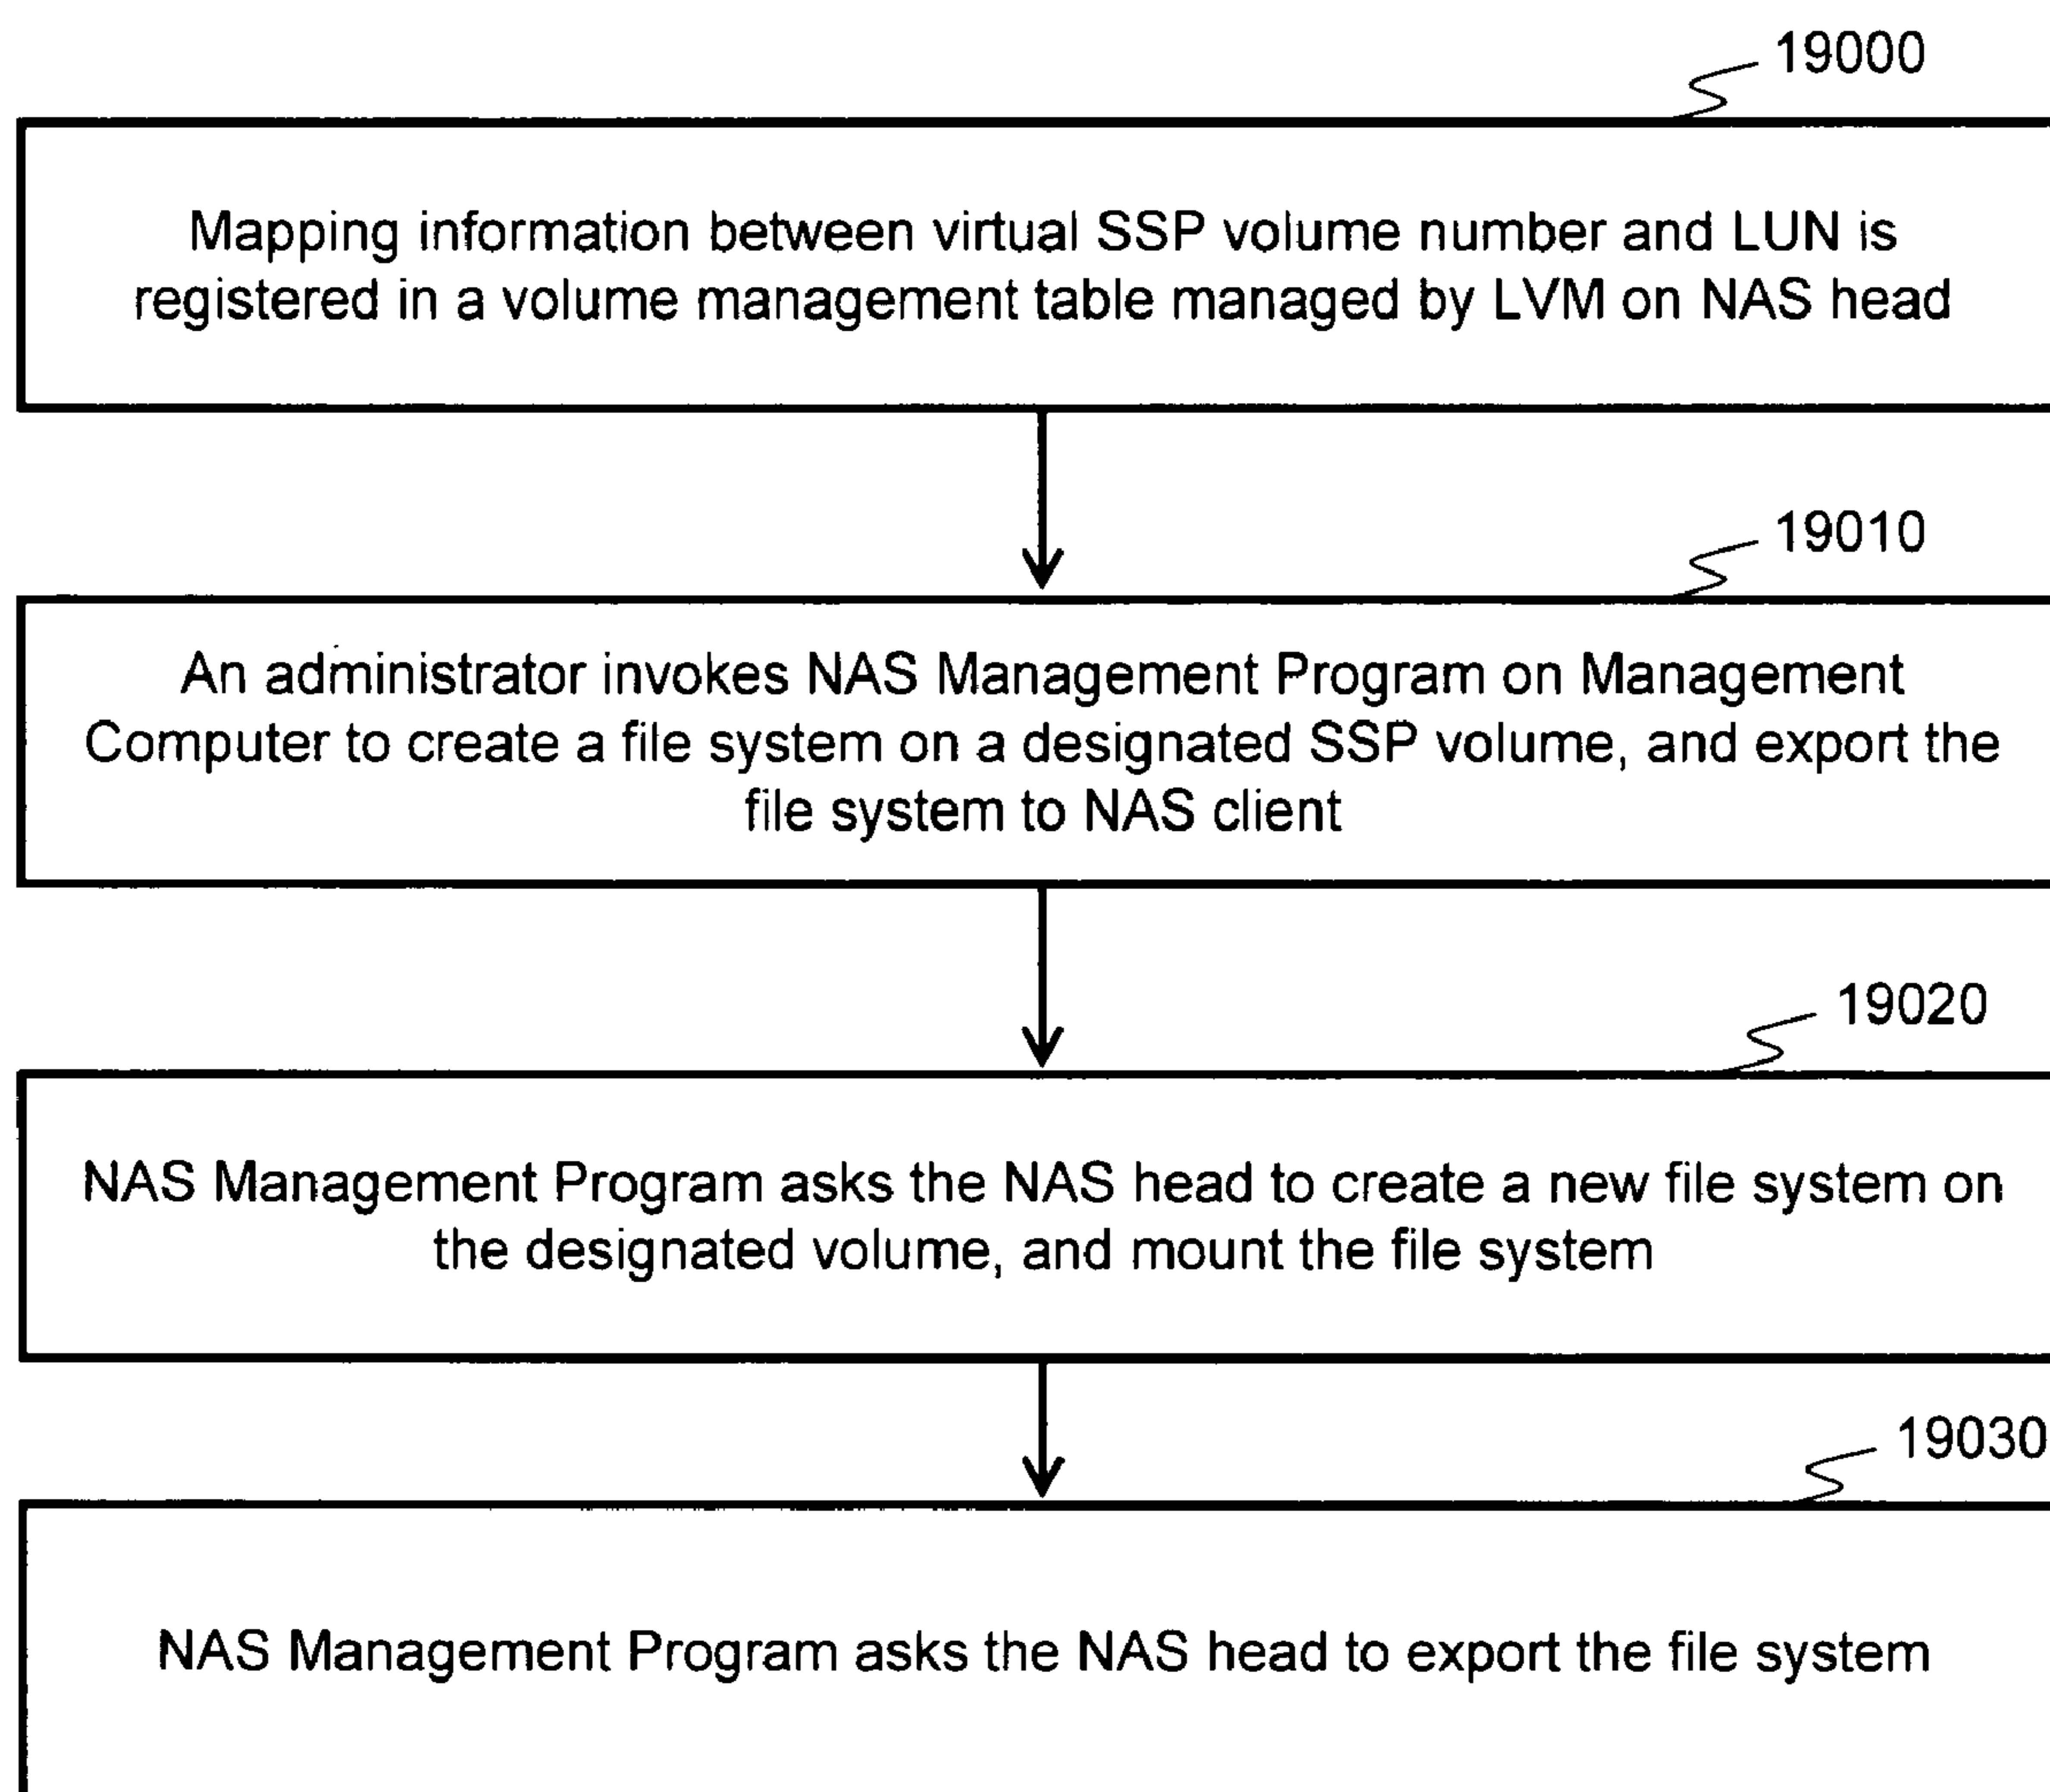 19000
Mapping information between virtual SSP volume number and LUN is
registered in a volume management table managed by LVM on NAS head
19010
An administrator invokes NAS Management Program on Management
Computer to create a file system on a designated SSP volume, and export the
file system to NAS client
19020
NAS Management Program asks the NAS head to create a new file system on
the designated volume, and mount the file system
19030
NAS Management Program asks the NAS head to export the file system